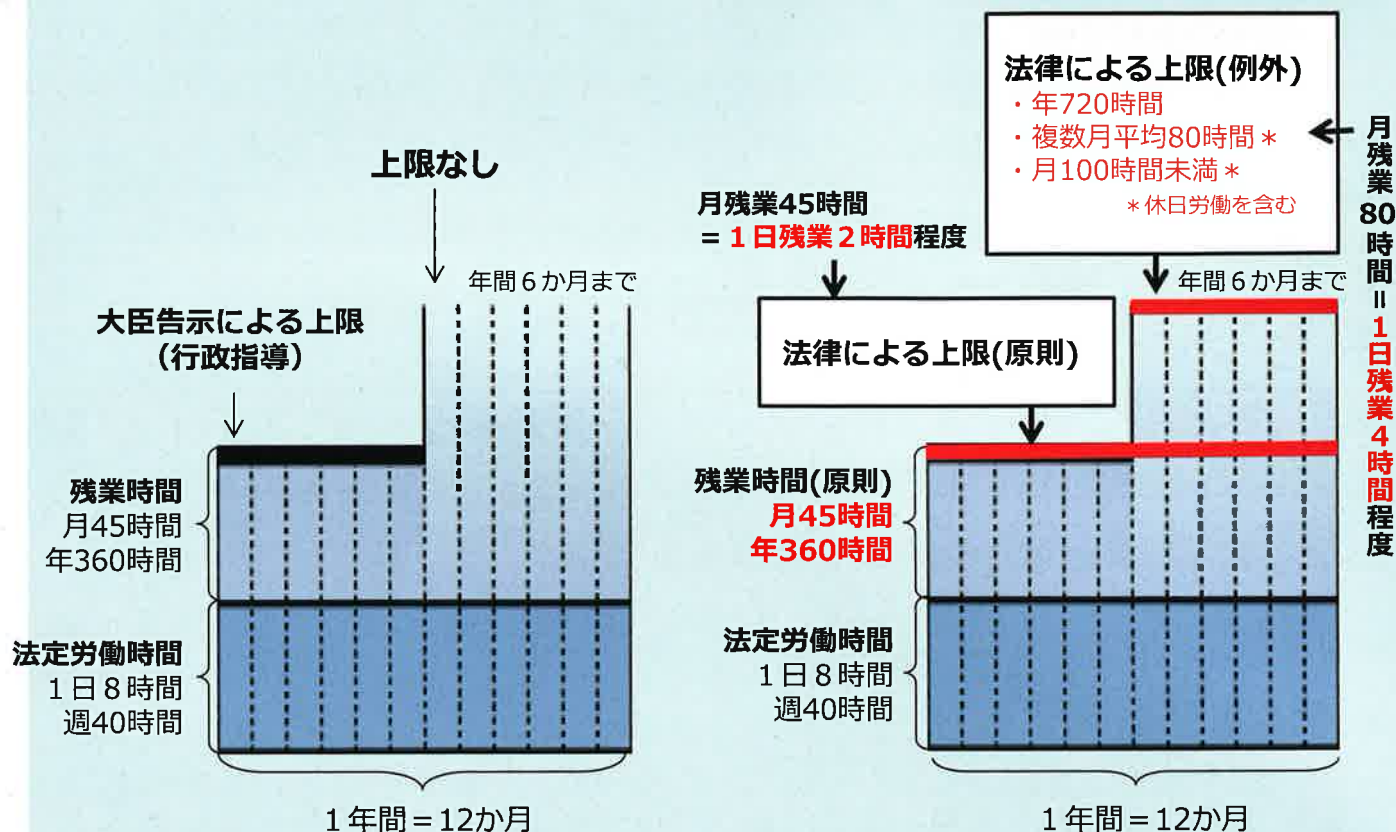 上限なし
年間６か月まで
大臣告示による上限
（行政指導）
残業時間
月45時間
年360時間
法定労働時間
１日８時間
週40時間
１年間＝12か月
法律による上限(例外)
・年720時間
・複数月平均80時間＊
・月100時間未満＊
＊休日労働を含む
月残業80時間＝１日残業４時間程度
月残業45時間
＝１日残業２時間程度
年間６か月まで
法律による上限(原則)
残業時間(原則)
月45時間
年360時間
法定労働時間
１日８時間
週40時間
１年間＝12か月